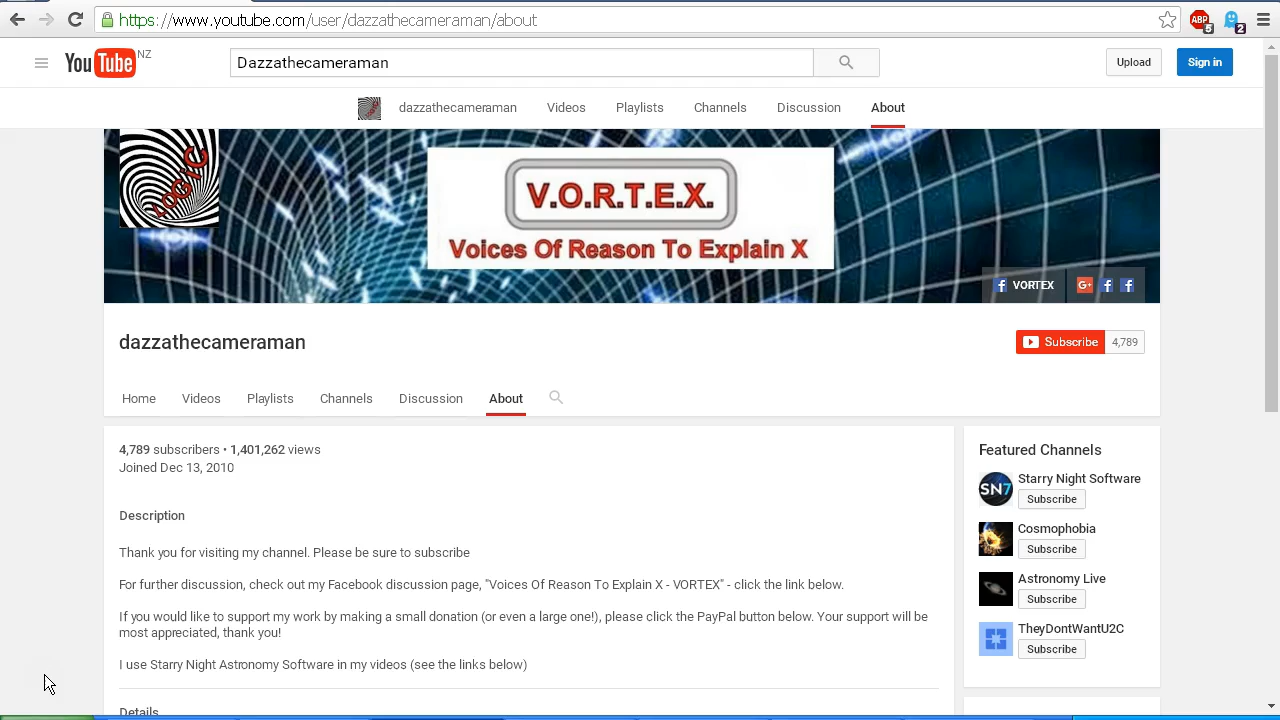 https://www.youtube.com/user/dazzathecameraman/about
ABP
5
2
YouTube NZ
Dazzathecameraman
Upload
Sign in
dazzathecameraman Videos Playlists Channels Discussion About
LOGIC
V.O.R.T.E.X.
Voices Of Reason To Explain X
VORTEX
dazzathecameraman
Subscribe 4,789
Home Videos Playlists Channels Discussion About
4,789 subscribers • 1,401,262 views
Joined Dec 13, 2010
Description
Thank you for visiting my channel. Please be sure to subscribe
For further discussion, check out my Facebook discussion page, "Voices Of Reason To Explain X - VORTEX" - click the link below.
If you would like to support my work by making a small donation (or even a large one!), please click the PayPal button below. Your support will be
most appreciated, thank you!
I use Starry Night Astronomy Software in my videos (see the links below)
Details
Featured Channels
SN7
Starry Night Software
Subscribe
Cosmophobia
Subscribe
Astronomy Live
Subscribe
TheyDontWantU2C
Subscribe